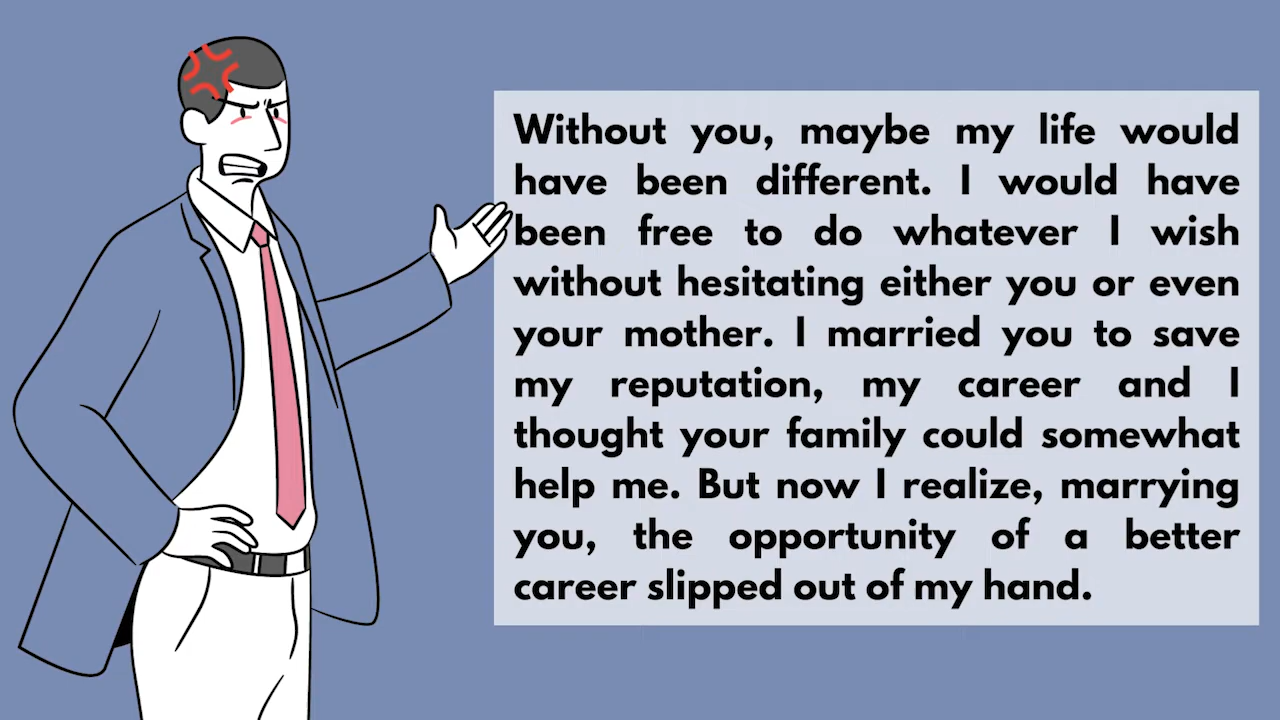 Without you, maybe my life would
have been different. I would have
been free to do whatever I wish
without hesitating either you or even
your mother. I married you to save
my reputation, my career and I
thought your family could somewhat
help me. But now I realize, marrying
you, the opportunity of a better
career slipped out of my hand.